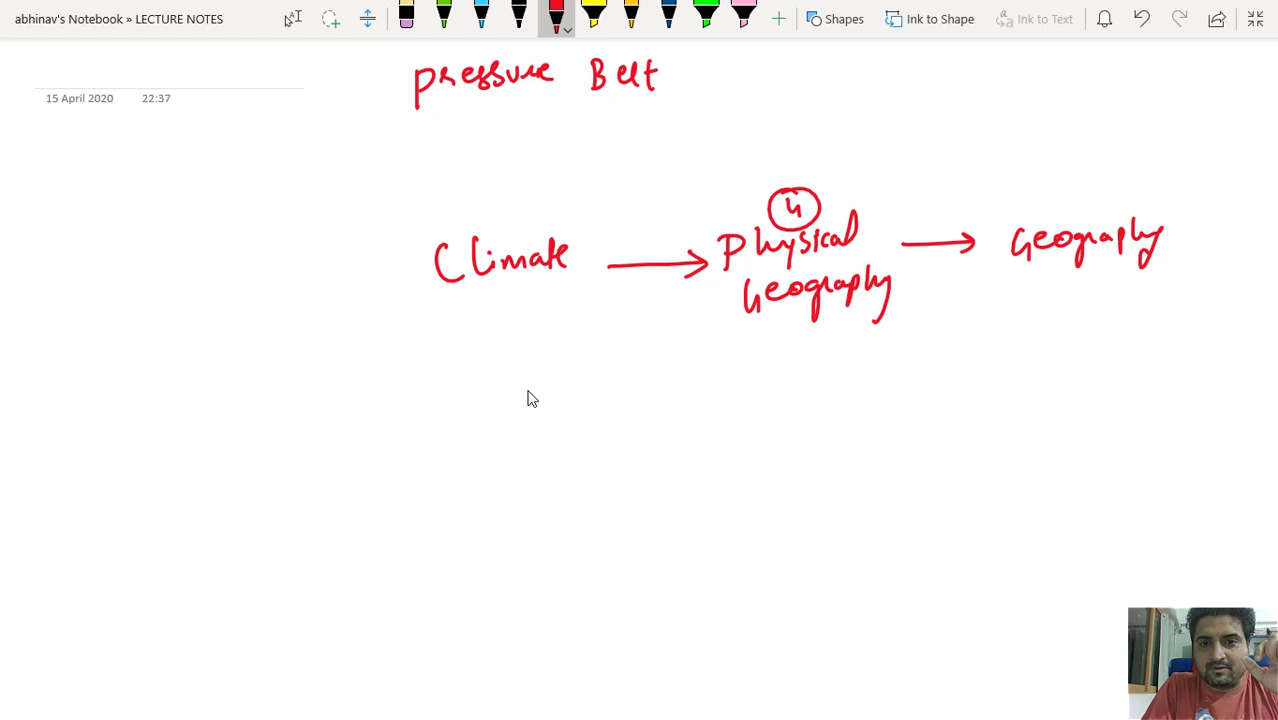 abhinav's Notebook » LECTURE NOTES
Shapes
Ink to Shape
Ink to Text
Pressure Belt
15 April 2020 22:37
4
Climate → Physical → Geography
Geography